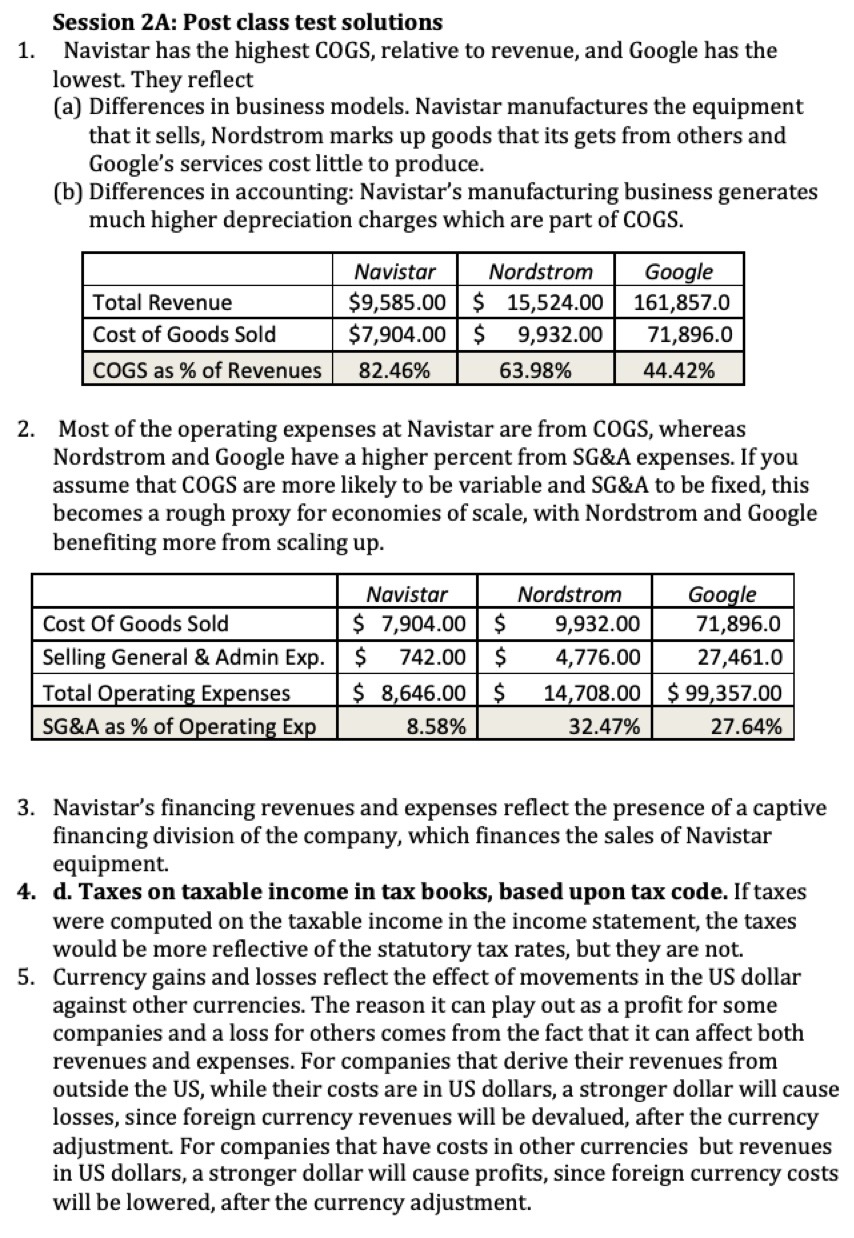 Session 2A: Post class test solutions
1. Navistar has the highest COGS, relative to revenue, and Google has the
lowest. They reflect
(a) Differences in business models. Navistar manufactures the equipment
that it sells, Nordstrom marks up goods that its gets from others and
Google's services cost little to produce.
(b) Differences in accounting: Navistar's manufacturing business generates
much higher depreciation charges which are part of COGS.
Navistar Nordstrom Google
Total Revenue $9,585.00 $ 15,524.00 161,857.0
Cost of Goods Sold $7,904.00 $ 9,932.00 71,896.0
COGS as % of Revenues 82.46% 63.98% 44.42%
2. Most of the operating expenses at Navistar are from COGS, whereas
Nordstrom and Google have a higher percent from SG&A expenses. If you
assume that COGS are more likely to be variable and SG&A to be fixed, this
becomes a rough proxy for economies of scale, with Nordstrom and Google
benefiting more from scaling up.
Navistar Nordstrom Google
Cost Of Goods Sold $ 7,904.00 $ 9,932.00 71,896.0
Selling General & Admin Exp. $ 742.00 $ 4,776.00 27,461.0
Total Operating Expenses $ 8,646.00 $ 14,708.00 $ 99,357.00
SG&A as % of Operating Exp 8.58% 32.47% 27.64%
3. Navistar's financing revenues and expenses reflect the presence of a captive
financing division of the company, which finances the sales of Navistar
equipment.
4. d. Taxes on taxable income in tax books, based upon tax code. If taxes
were computed on the taxable income in the income statement, the taxes
would be more reflective of the statutory tax rates, but they are not.
5. Currency gains and losses reflect the effect of movements in the US dollar
against other currencies. The reason it can play out as a profit for some
companies and a loss for others comes from the fact that it can affect both
revenues and expenses. For companies that derive their revenues from
outside the US, while their costs are in US dollars, a stronger dollar will cause
losses, since foreign currency revenues will be devalued, after the currency
adjustment. For companies that have costs in other currencies but revenues
in US dollars, a stronger dollar will cause profits, since foreign currency costs
will be lowered, after the currency adjustment.